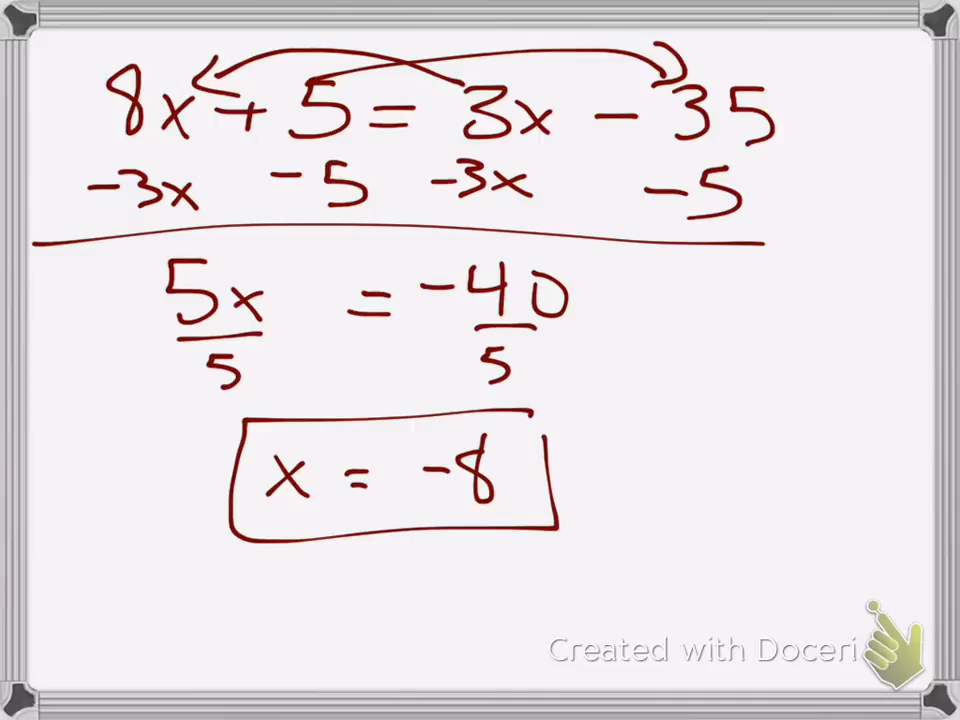 8x + 5 = 3x - 35
-3x - 5 -3x - 5
5x = -40
5 5
x = -8
Created with Doceri